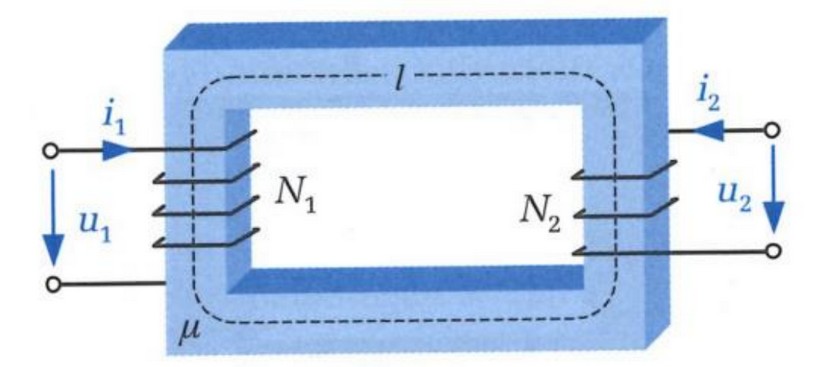 l
i₁
i₂
N₁
N₂
u₁
u₂
μ